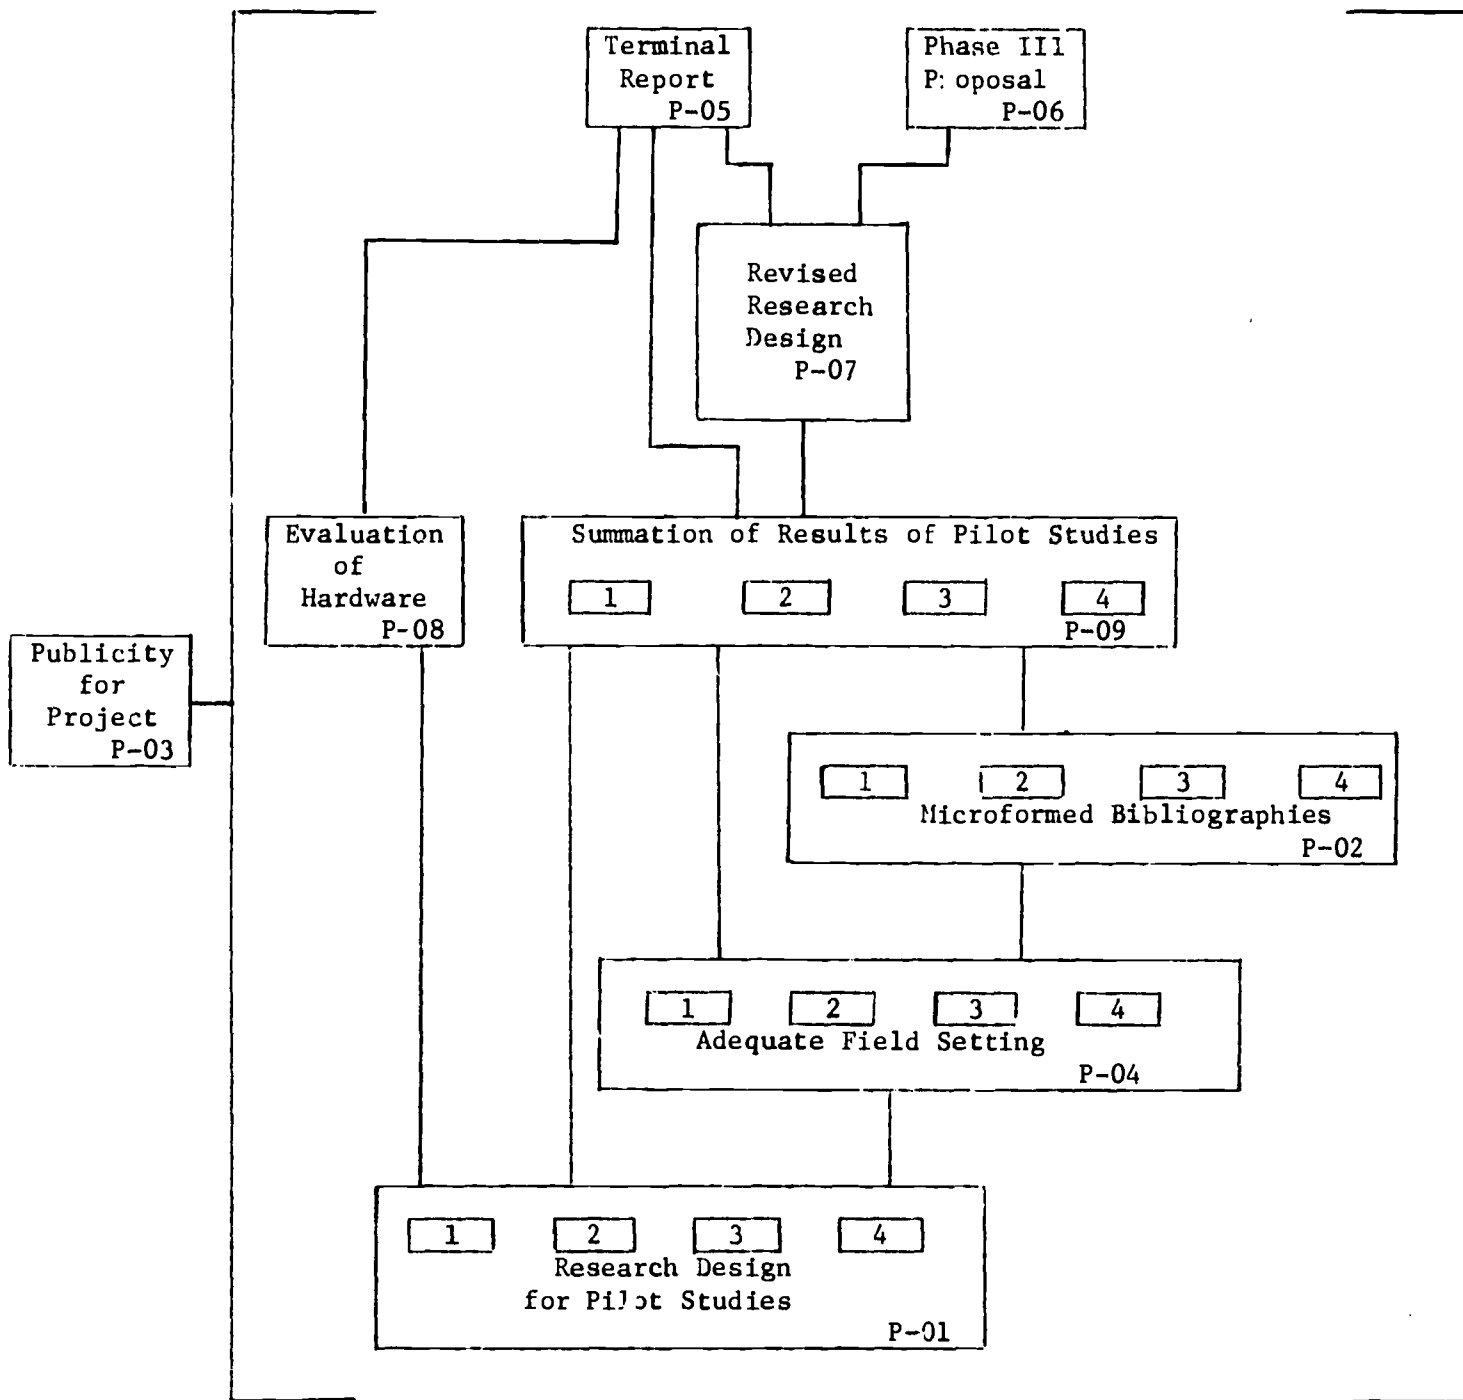 Terminal
Report
P-05
Phase III
P: oposal
P-06
Revised
Research
Design
P-07
Evaluation
of
Hardware
P-08
Summation of Results of Pilot Studies
1 2 3 4
P-09
Publicity
for
Project
P-03
1 2 3 4
Microformed Bibliographies
P-02
1 2 3 4
Adequate Field Setting
P-04
1 2 3 4
Research Design
for Pilot Studies
P-01